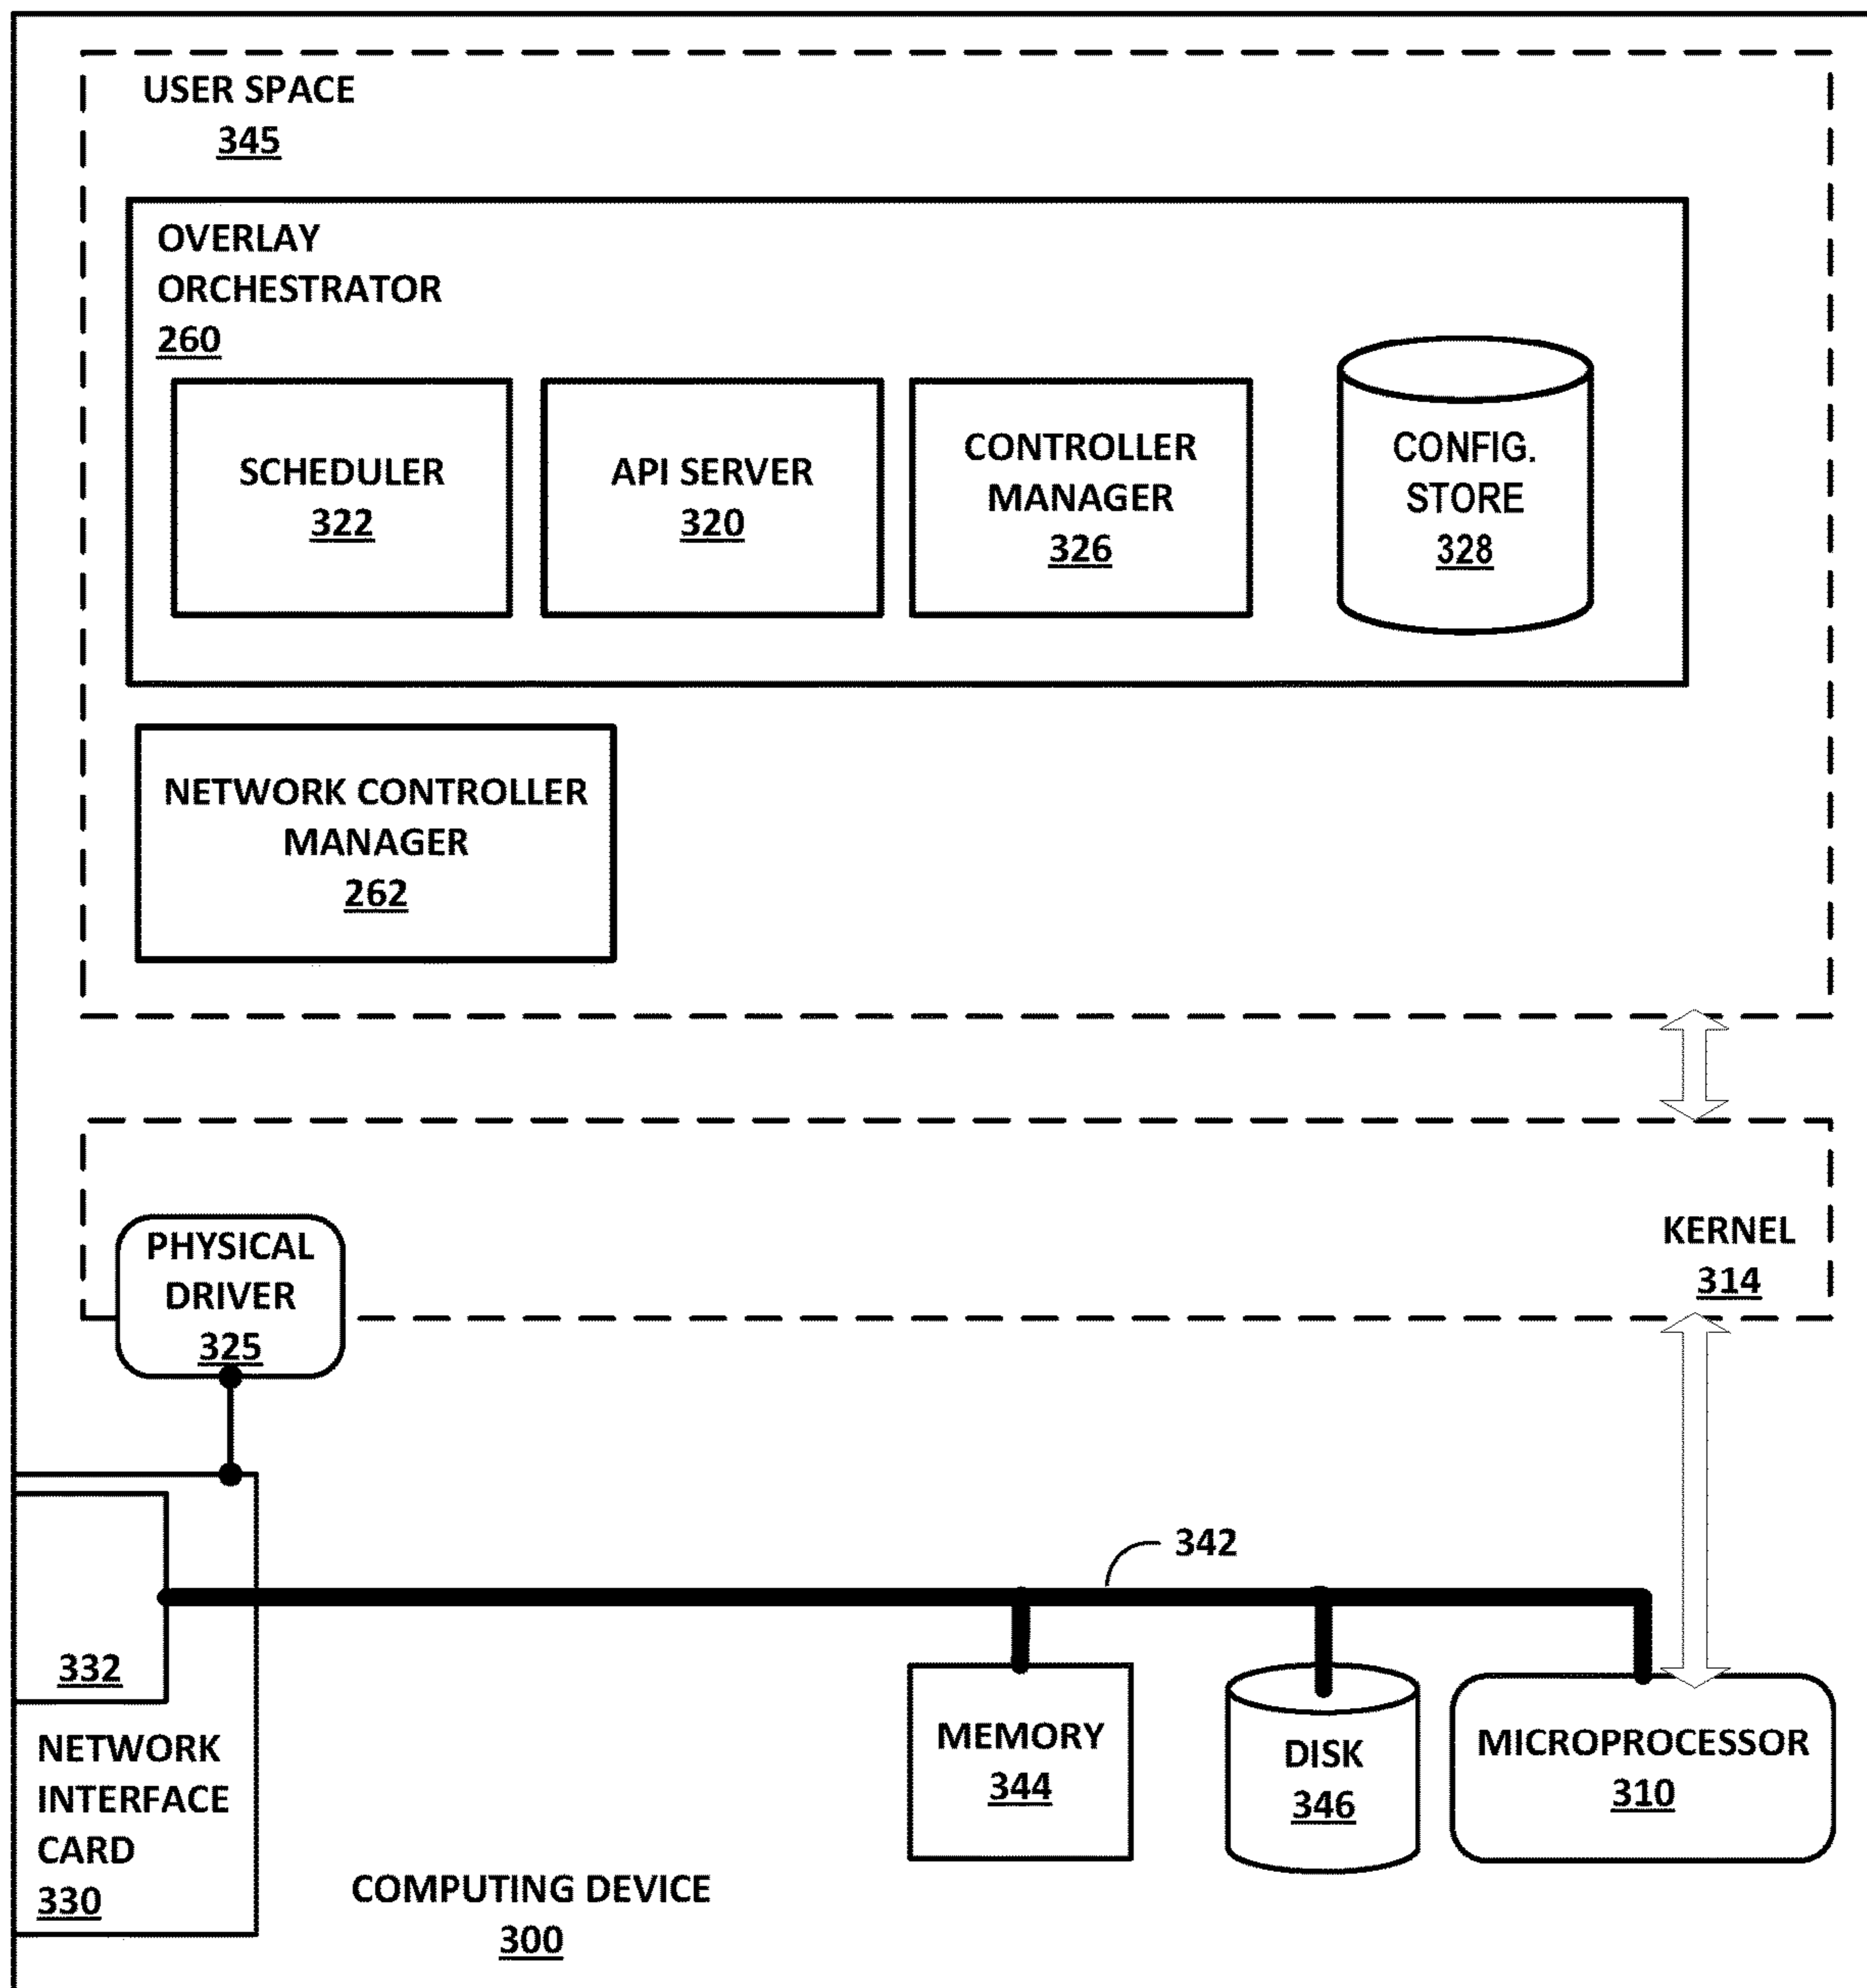 USER SPACE
345
OVERLAY
ORCHESTRATOR
260
SCHEDULER
322
API SERVER
320
CONTROLLER
MANAGER
326
CONFIG.
STORE
328
NETWORK CONTROLLER
MANAGER
262
KERNEL
314
PHYSICAL
DRIVER
325
342
332
NETWORK
INTERFACE
CARD
330
MEMORY
344
DISK
346
MICROPROCESSOR
310
COMPUTING DEVICE
300